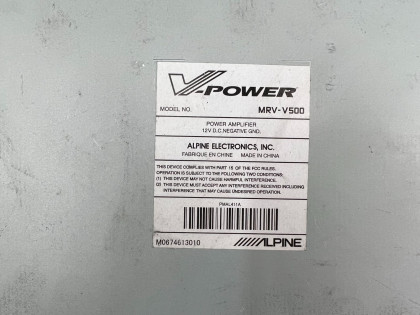 V-POWER
MODEL NO. MRV-V500
POWER AMPLIFIER
12V D.C.NEGATIVE GND.
ALPINE ELECTRONICS, INC.
FABRIQUE EN CHINE / MADE IN CHINA
THIS DEVICE COMPLIES WITH PART 15 OF THE FCC RULES.
OPERATION IS SUBJECT TO THE FOLLOWING TWO CONDITIONS.
(1) THIS DEVICE MAY NOT CAUSE HARMFUL INTERFERENCE.
(2) THIS DEVICE MUST ACCEPT ANY INTERFERENCE RECEIVED INCLUDING
INTERFERENCE THAT MAY CAUSE UNDESIRED OPERATION.
PMAL411A
M0674613010 ALPINE